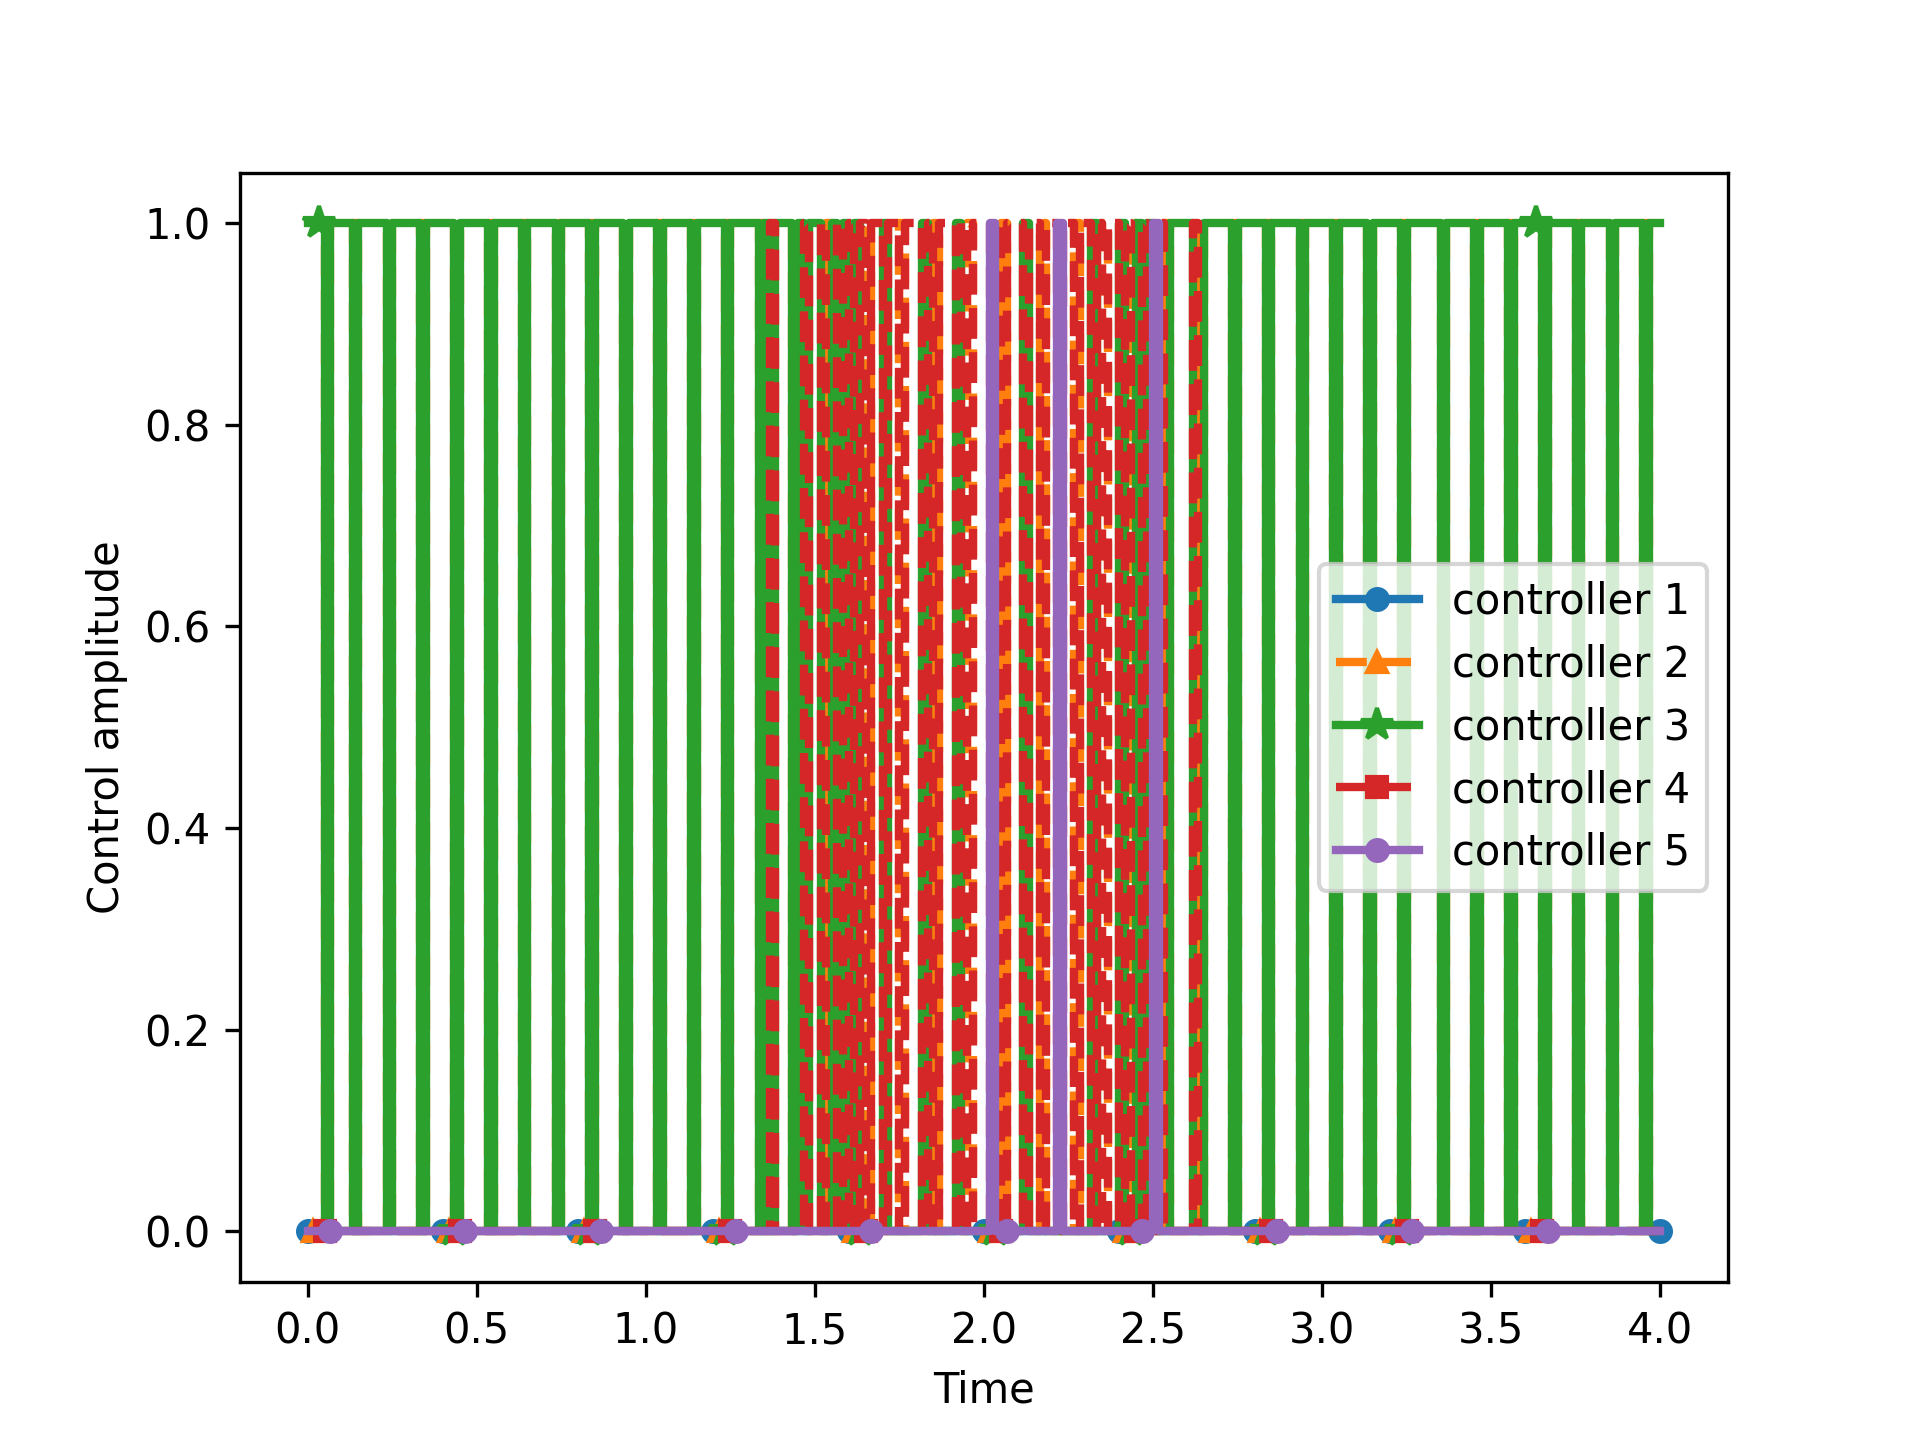 1.0
0.8
0.6
0.4
0.2
0.0
Control amplitude
controller 1
controller 2
controller 3
controller 4
controller 5
0.0 0.5 1.0 1.5 2.0 2.5 3.0 3.5 4.0
Time